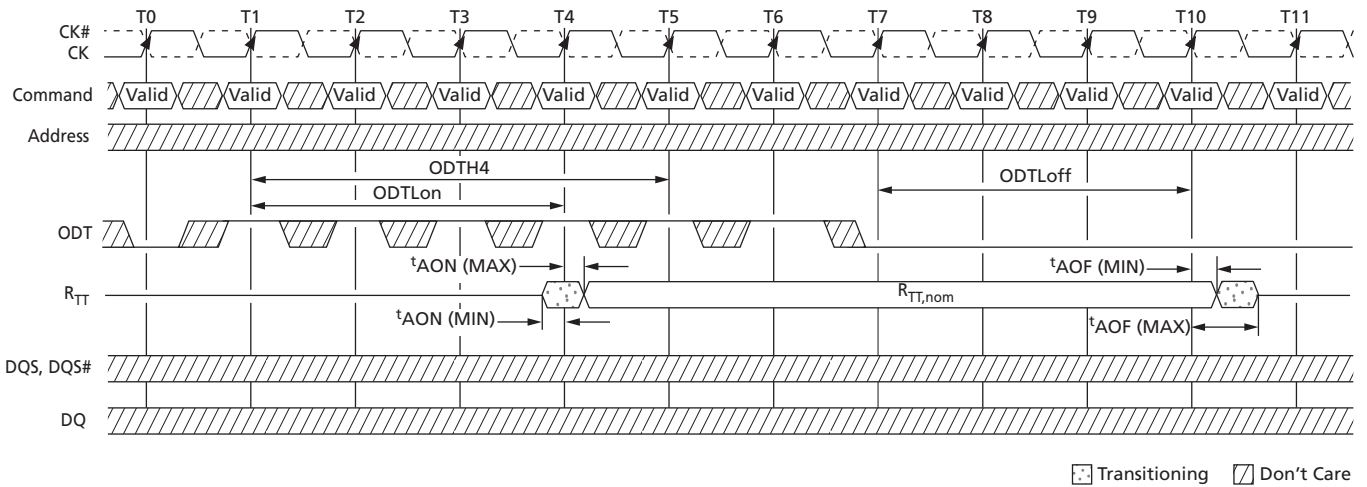 T0 T1 T2 T3 T4 T5 T6 T7 T8 T9 T10 T11
CK#
CK
Command Valid Valid Valid Valid Valid Valid Valid Valid Valid Valid Valid Valid
Address
ODTH4
ODTLon ODTLoff
ODT
tAON (MAX) tAOF (MIN)
RTT RTT,nom
tAON (MIN) tAOF (MAX)
DQS, DQS#
DQ
Transitioning Don't Care